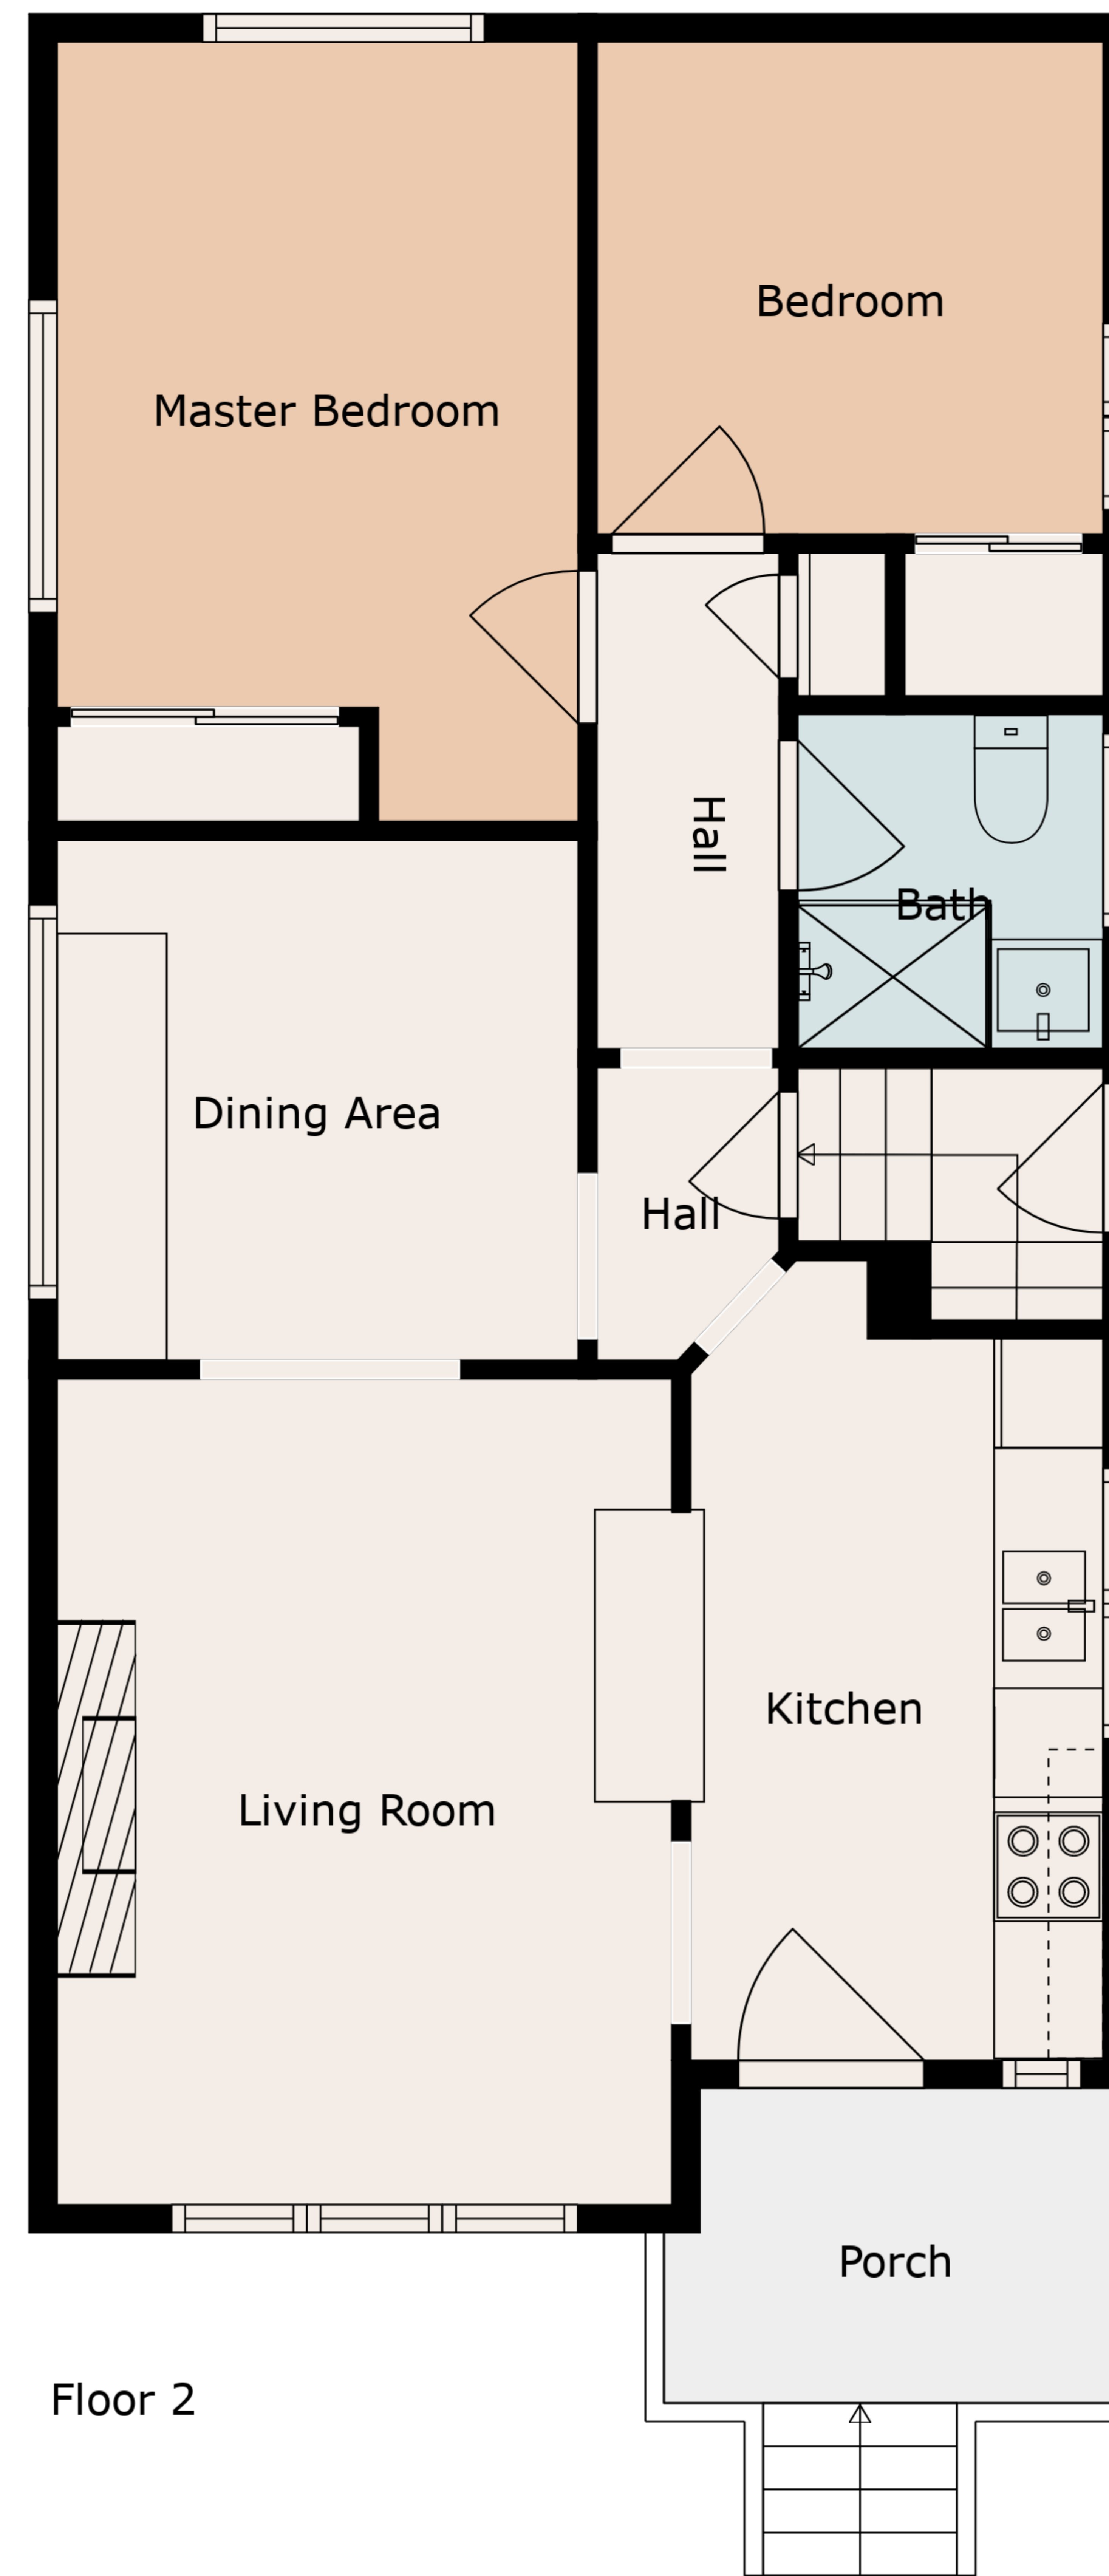 Bedroom
Master Bedroom
Hall
Bath
Dining Area
Hall
Kitchen
Living Room
Porch
Floor 2